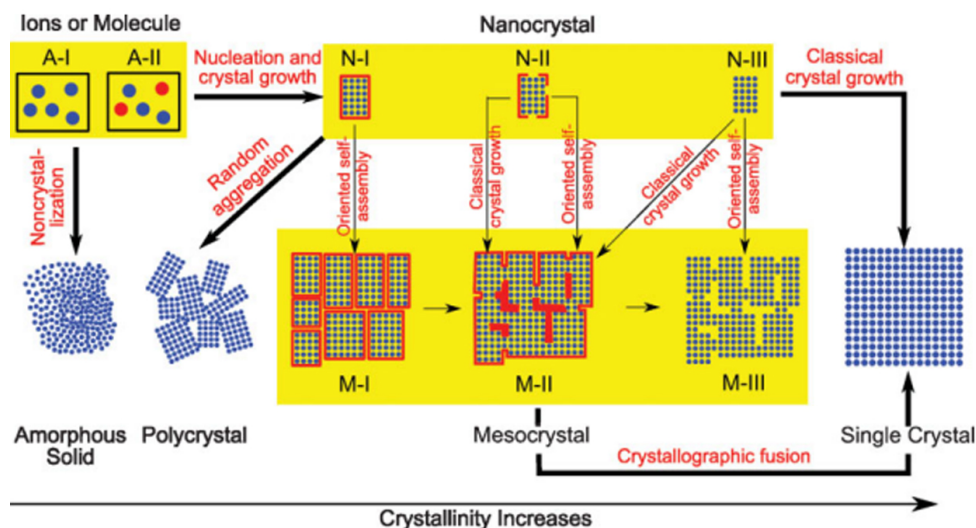 Ions or Molecule
Nanocrystal
A-I
A-II
Nucleation and
crystal growth
N-I
N-II
N-III
Classical
crystal growth
Noncrystal-
lization
Random
aggregation
Oriented self-
assembly
Classical
crystal growth
Oriented self-
assembly
Classical
crystal growth
Oriented self-
assembly
M-I
M-II
M-III
Amorphous
Solid
Polycrystal
Mesocrystal
Single Crystal
Crystallographic fusion
Crystallinity Increases